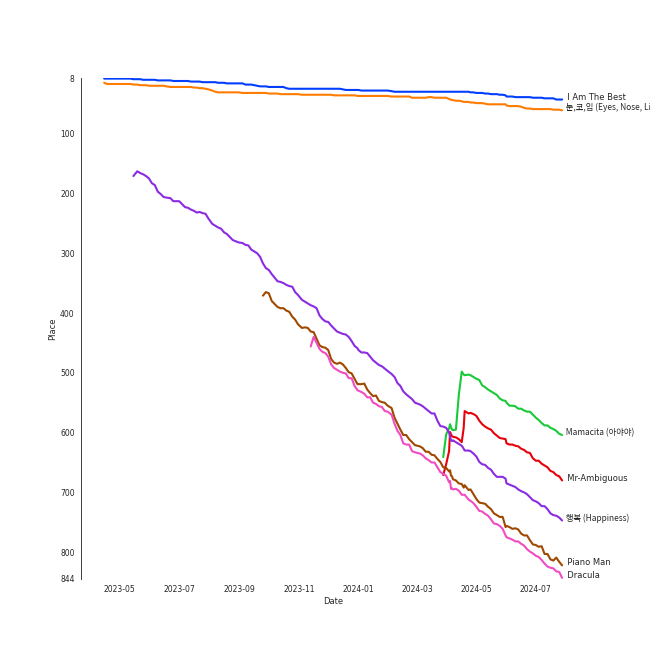 8
100
200
300
400
500
600
700
800
844
Place
2023-05
2023-07
2023-09
2023-11
2024-01
2024-03
2024-05
2024-07
Date
I Am The Best
눈,코,입 (Eyes, Nose, Li
Mamacita (아야야)
Mr-Ambiguous
행복 (Happiness)
Piano Man
Dracula